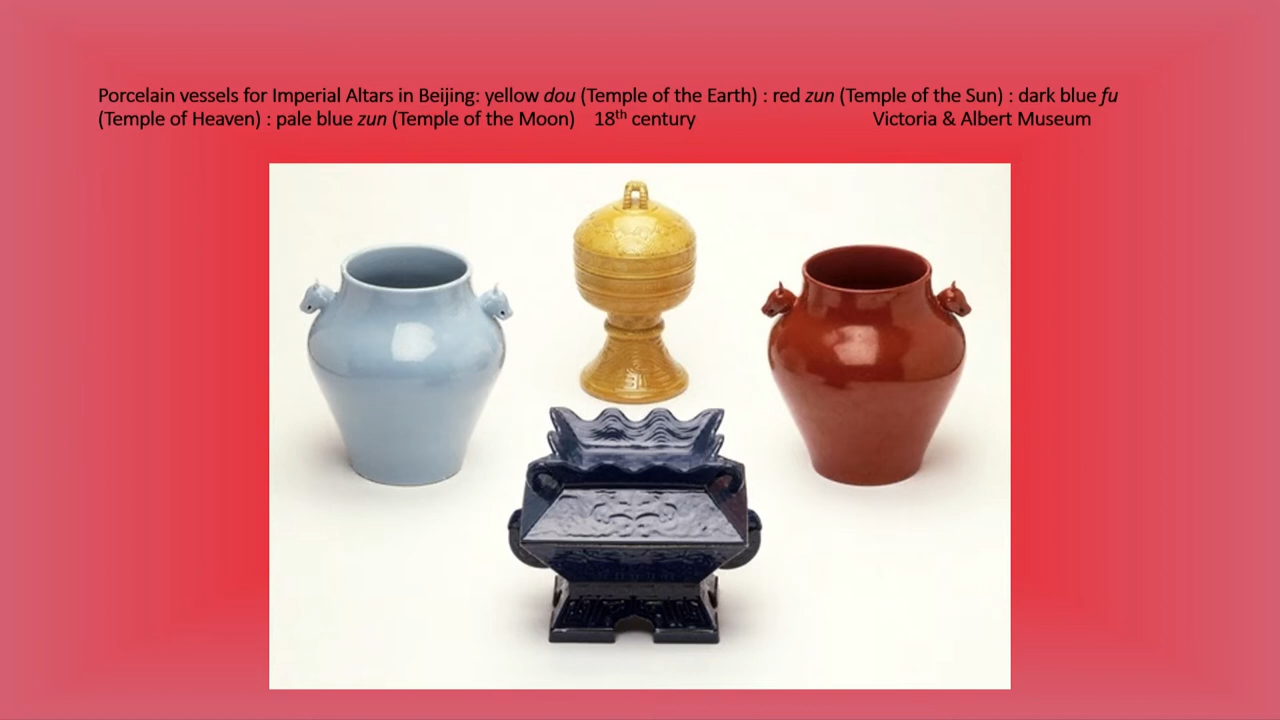 Porcelain vessels for Imperial Altars in Beijing: yellow dou (Temple of the Earth) : red zun (Temple of the Sun) : dark blue fu
(Temple of Heaven) : pale blue zun (Temple of the Moon) 18th century Victoria & Albert Museum